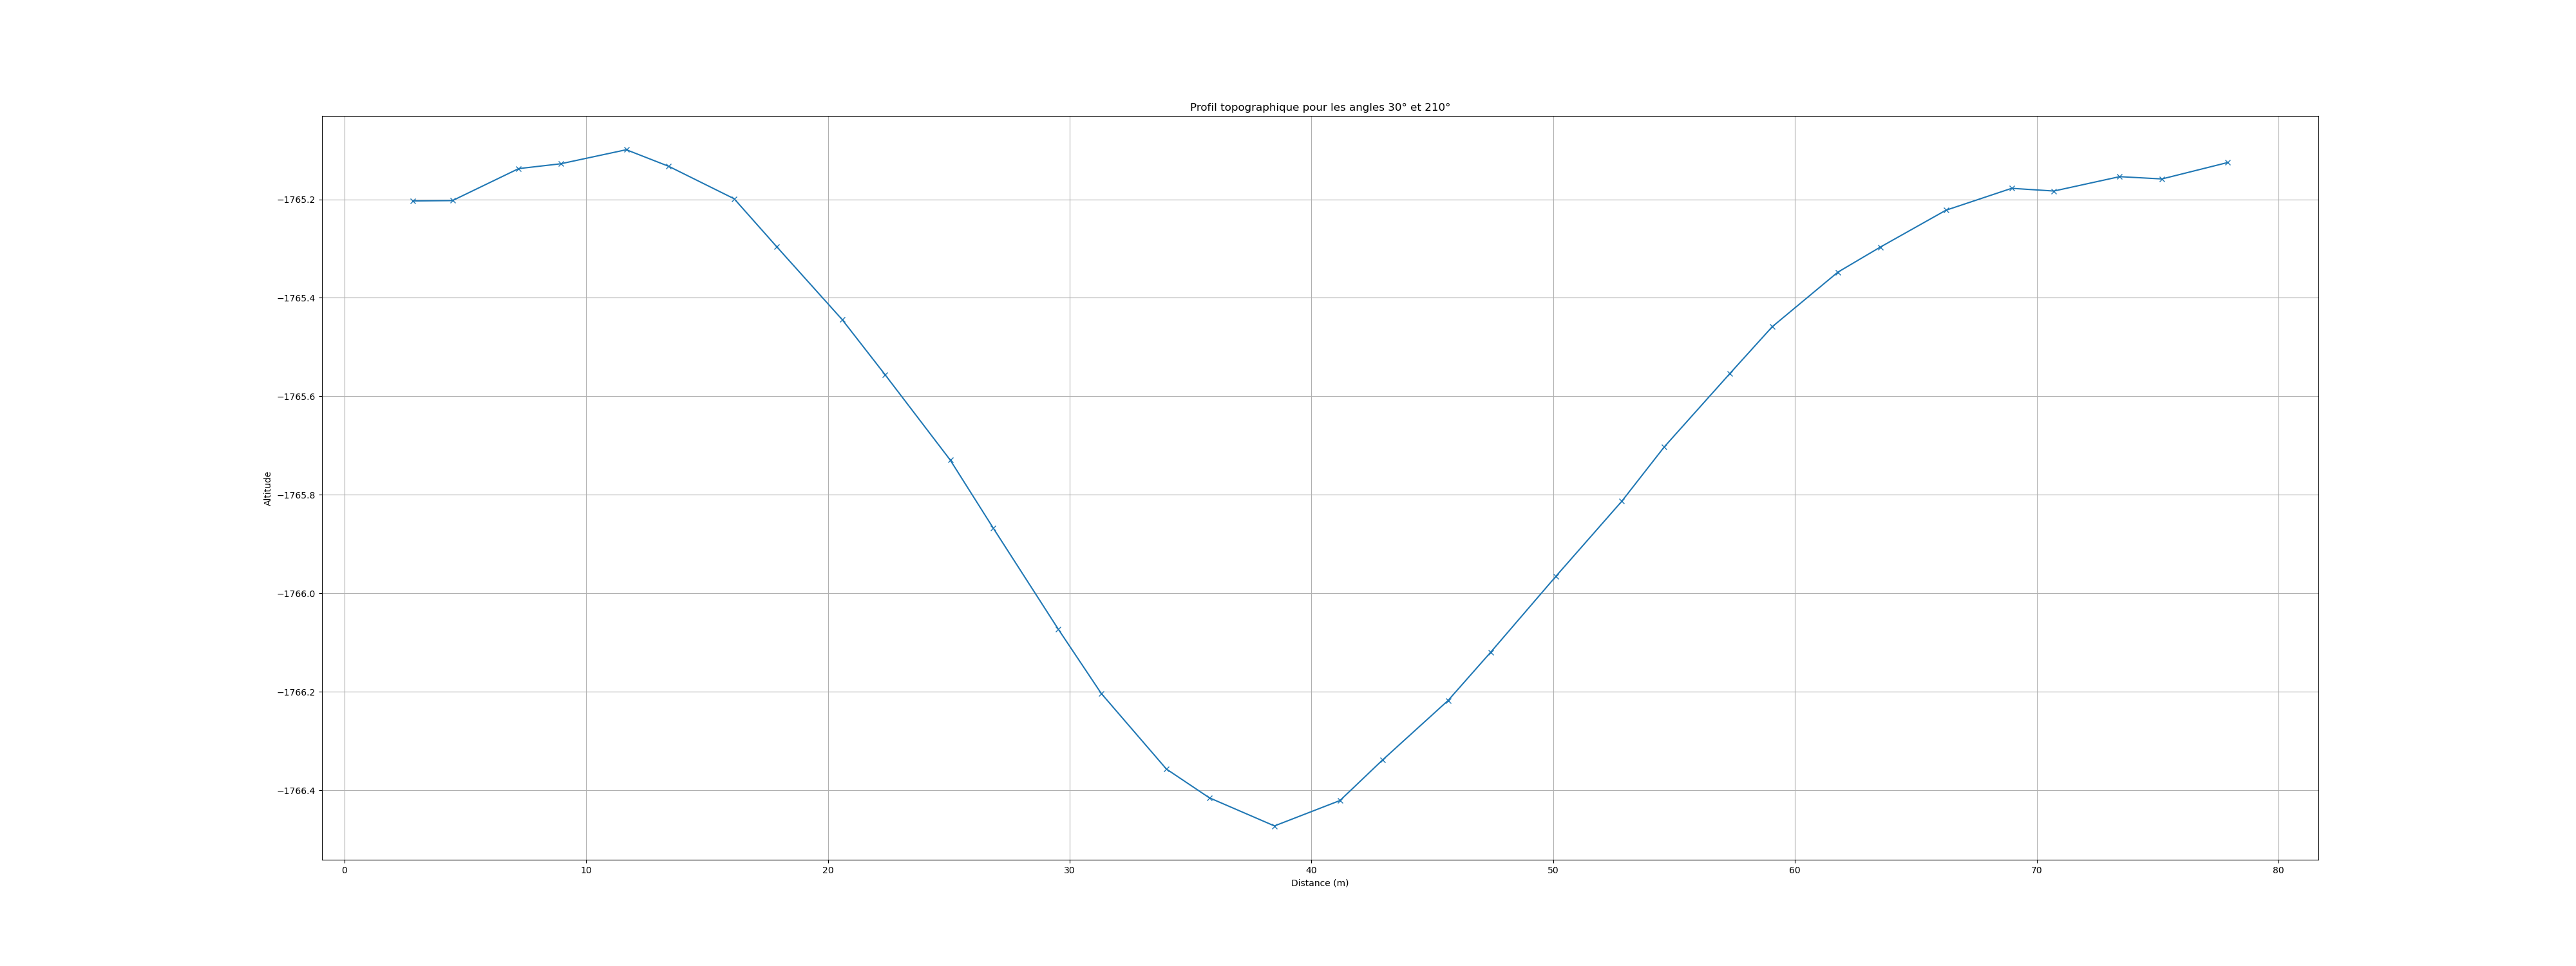 Profil topographique pour les angles 30° et 210°
Altitude
−1765.2
−1765.4
−1765.6
−1765.8
−1766.0
−1766.2
−1766.4
0 10 20 30 40 50 60 70 80
Distance (m)